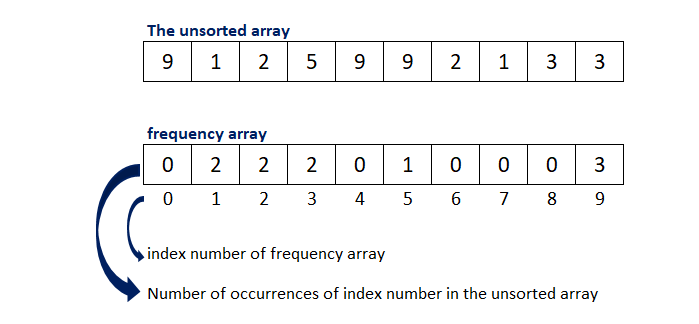 The unsorted array
9 1 2 5 9 9 2 1 3 3
frequency array
0 2 2 2 0 1 0 0 0 3
0 1 2 3 4 5 6 7 8 9
index number of frequency array
Number of occurrences of index number in the unsorted array